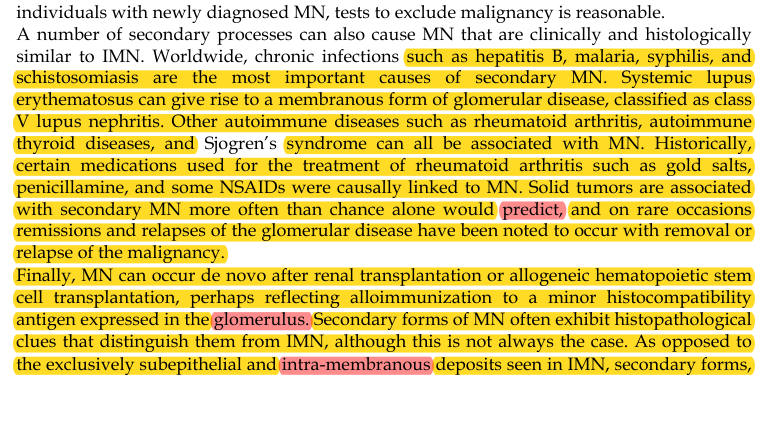 individuals with newly diagnosed MN, tests to exclude malignancy is reasonable.
A number of secondary processes can also cause MN that are clinically and histologically
similar to IMN. Worldwide, chronic infections such as hepatitis B, malaria, syphilis, and
schistosomiasis are the most important causes of secondary MN. Systemic lupus
erythematosus can give rise to a membranous form of glomerular disease, classified as class
V lupus nephritis. Other autoimmune diseases such as rheumatoid arthritis, autoimmune
thyroid diseases, and Sjogren's syndrome can all be associated with MN. Historically,
certain medications used for the treatment of rheumatoid arthritis such as gold salts,
penicillamine, and some NSAIDs were causally linked to MN. Solid tumors are associated
with secondary MN more often than chance alone would predict, and on rare occasions
remissions and relapses of the glomerular disease have been noted to occur with removal or
relapse of the malignancy.
Finally, MN can occur de novo after renal transplantation or allogeneic hematopoietic stem
cell transplantation, perhaps reflecting alloimmunization to a minor histocompatibility
antigen expressed in the glomerulus. Secondary forms of MN often exhibit histopathological
clues that distinguish them from IMN, although this is not always the case. As opposed to
the exclusively subepithelial and intra-membranous deposits seen in IMN, secondary forms,